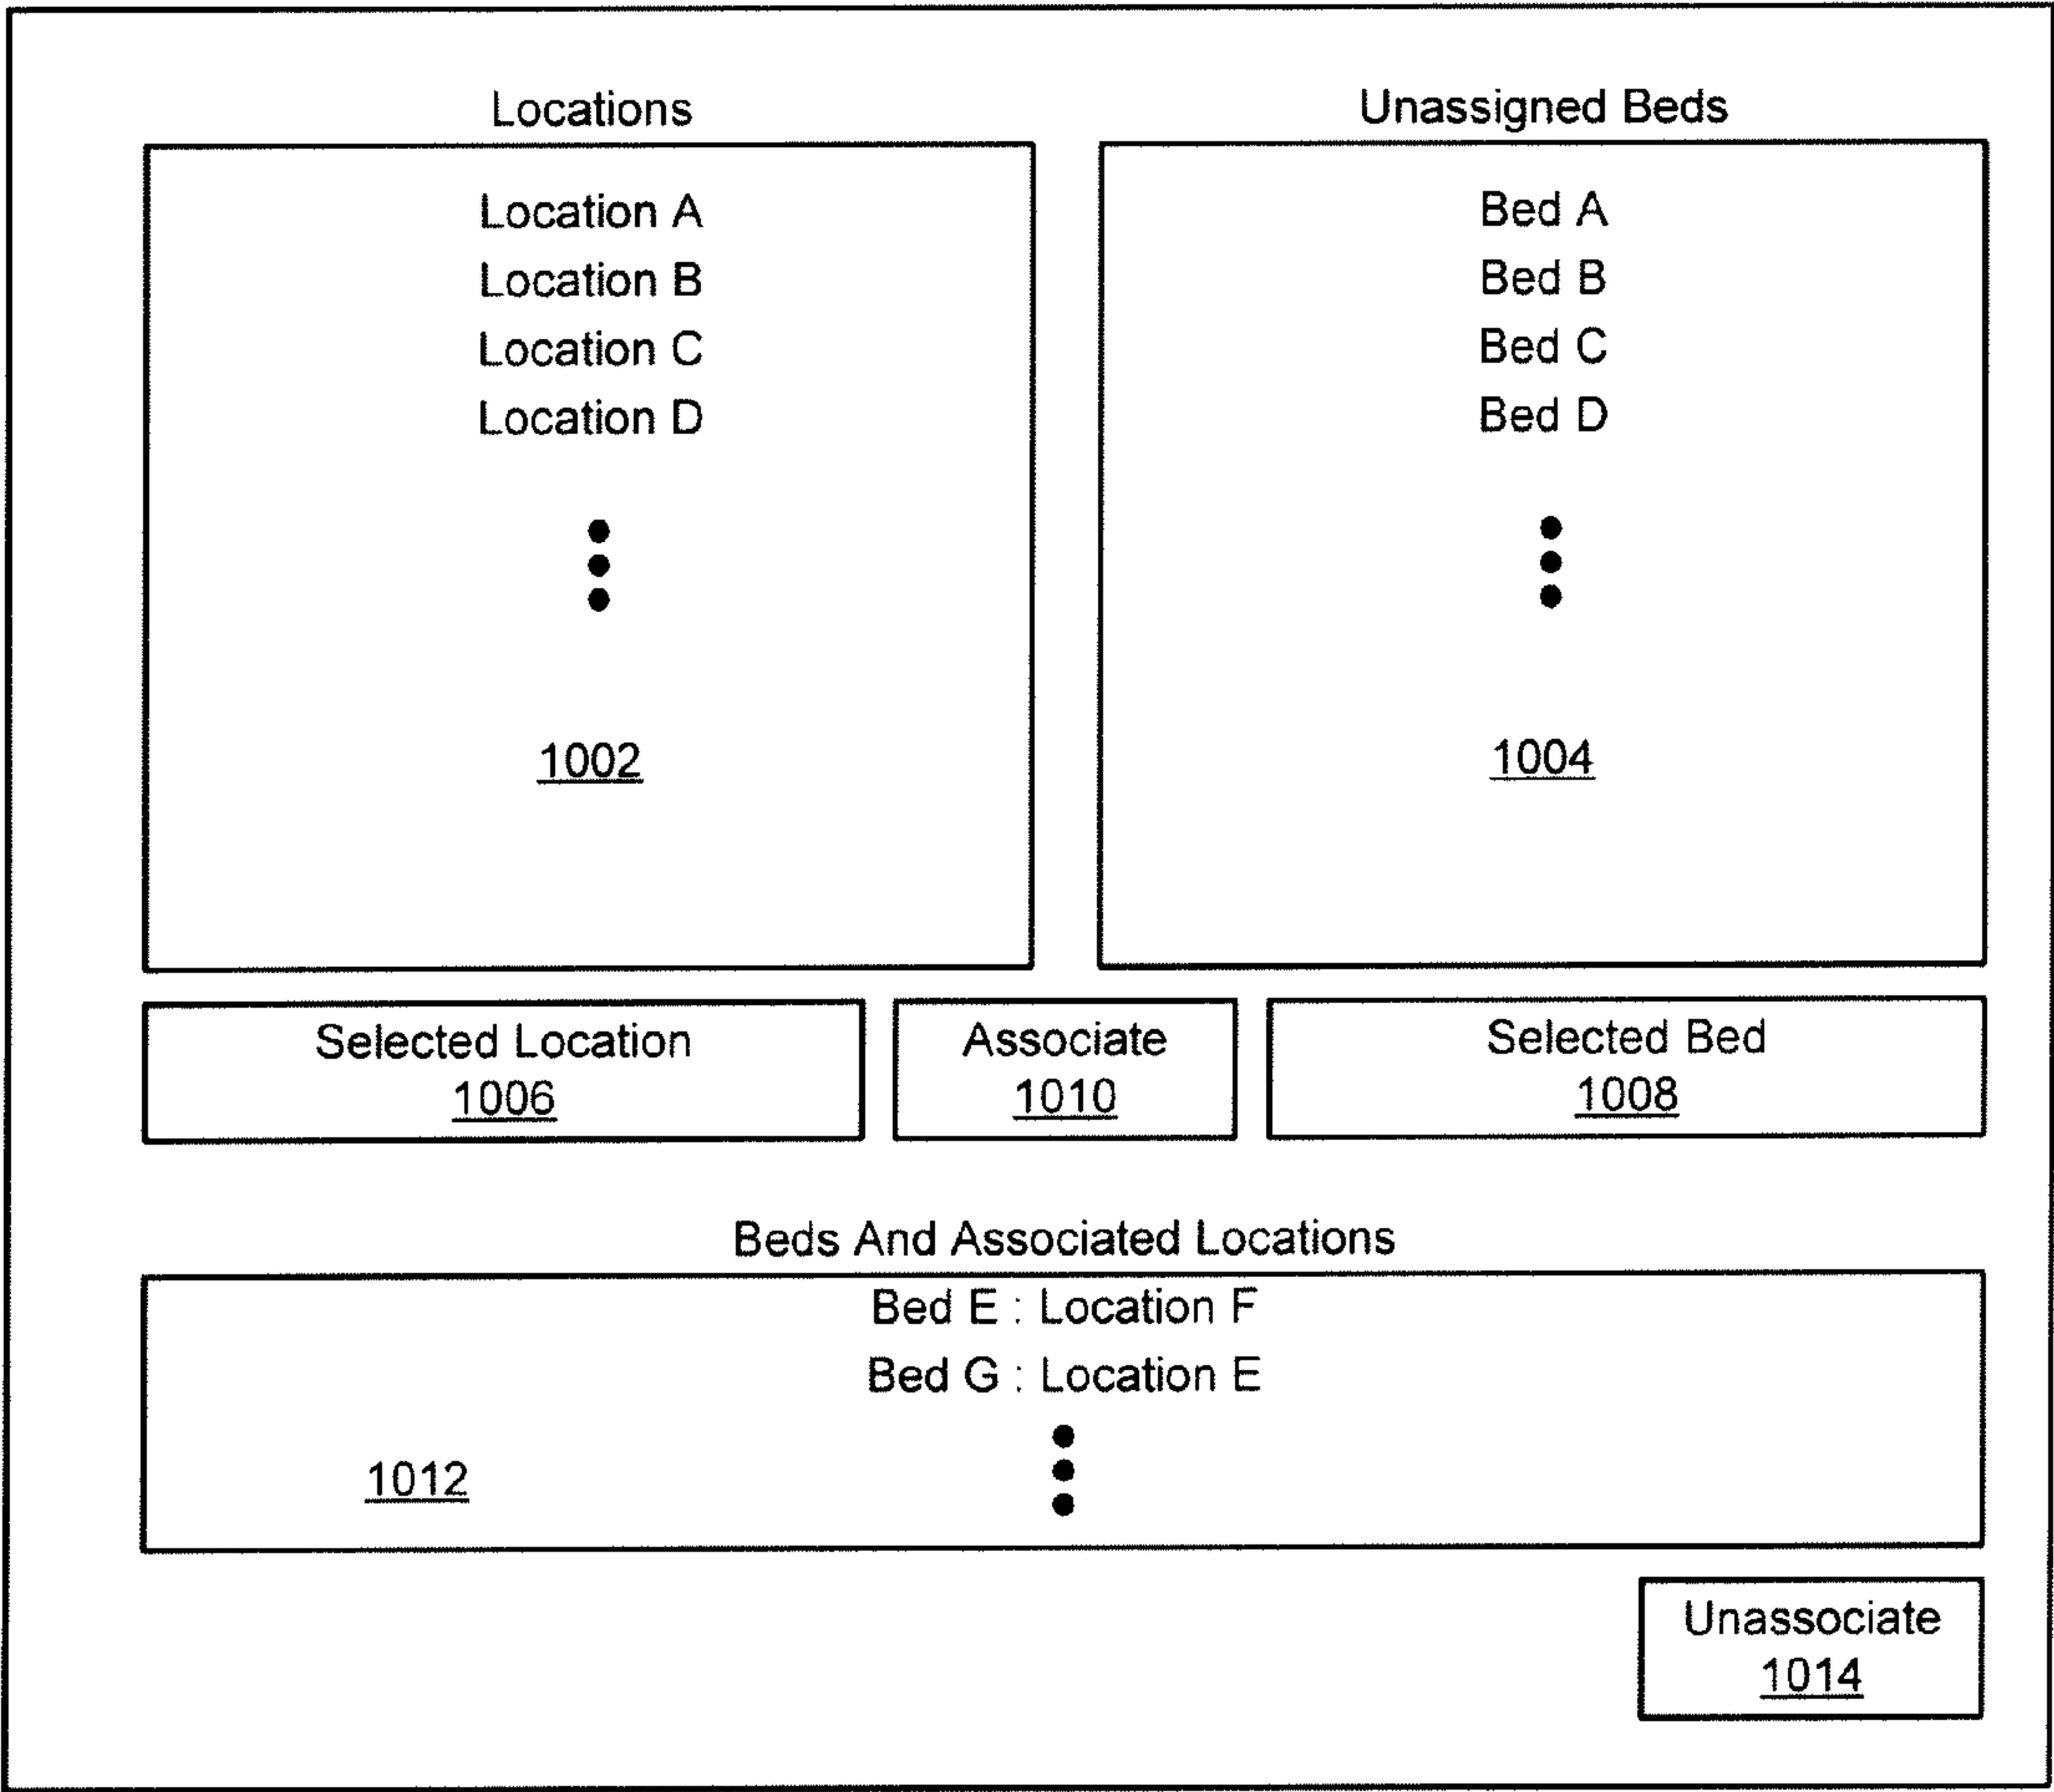 Locations
Unassigned Beds
Location A
Location B
Location C
Location D
1002
Bed A
Bed B
Bed C
Bed D
1004
Selected Location
1006
Associate
1010
Selected Bed
1008
Beds And Associated Locations
Bed E : Location F
Bed G : Location E
1012
Unassociate
1014